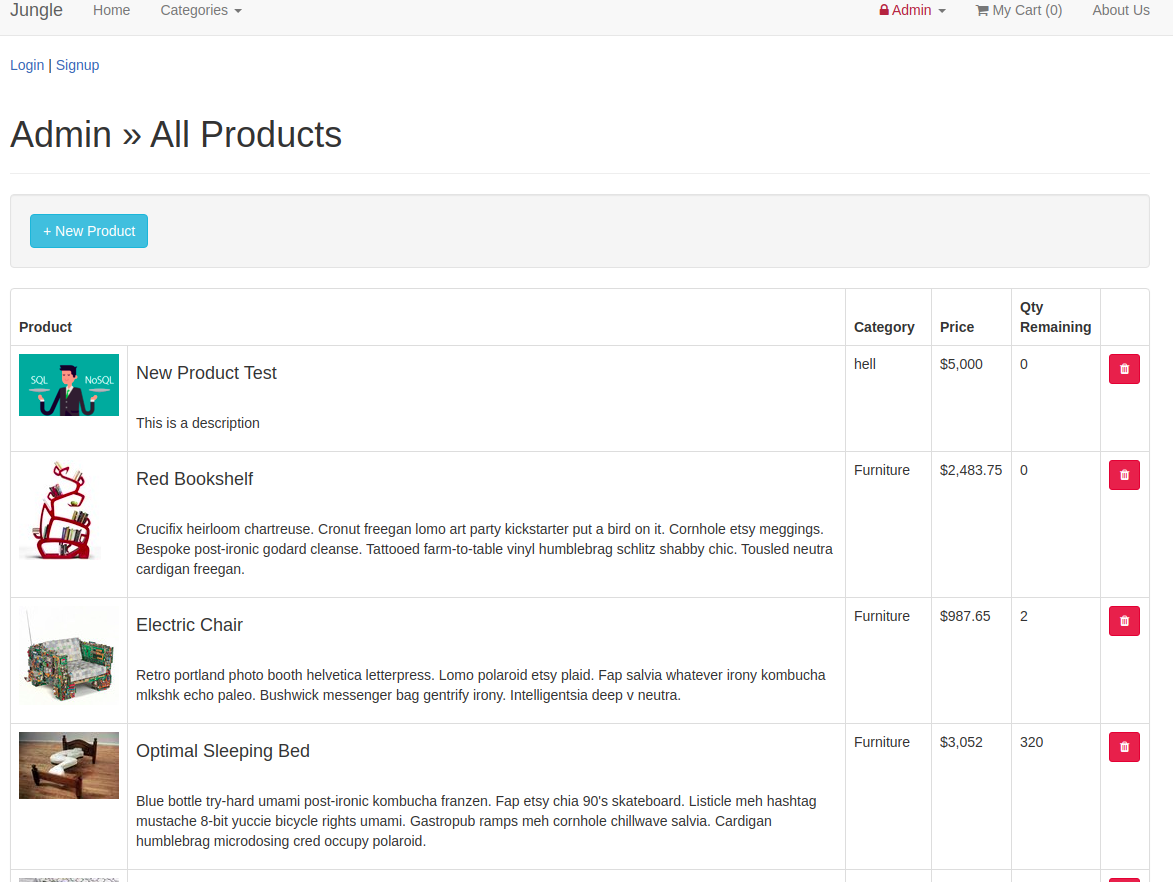 Jungle Home Categories Admin My Cart (0) About Us
Login | Signup
Admin » All Products
+ New Product
Product Category Price Qty Remaining
SQL NoSQL
New Product Test
This is a description
hell $5,000 0
Red Bookshelf
Crucifix heirloom chartreuse. Cronut freegan lomo art party kickstarter put a bird on it. Cornhole etsy meggings.
Bespoke post-ironic godard cleanse. Tattooed farm-to-table vinyl humblebrag schlitz shabby chic. Tousled neutra
cardigan freegan.
Furniture $2,483.75 0
Electric Chair
Retro portland photo booth helvetica letterpress. Lomo polaroid etsy plaid. Fap salvia whatever irony kombucha
mlkshk echo paleo. Bushwick messenger bag gentrify irony. Intelligentsia deep v neutra.
Furniture $987.65 2
Optimal Sleeping Bed
Blue bottle try-hard umami post-ironic kombucha franzen. Fap etsy chia 90's skateboard. Listicle meh hashtag
mustache 8-bit yuccie bicycle rights umami. Gastropub ramps meh cornhole chillwave salvia. Cardigan
humblebrag microdosing cred occupy polaroid.
Furniture $3,052 320